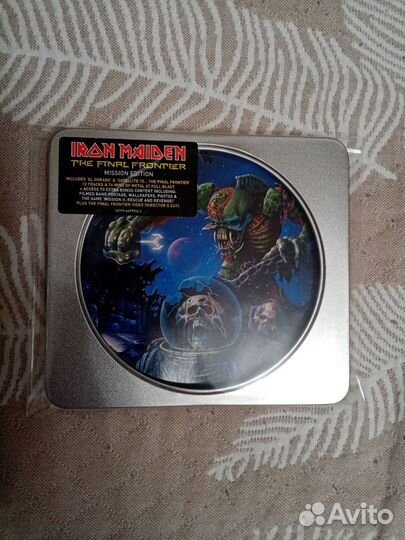 IRON MAIDEN
THE FINAL FRONTIER
MISSION EDITION
INCLUDES 'EL DORADO' & 'SATELLITE 15... THE FINAL FRONTIER'
10 TRACKS & 76 MINS OF METAL AT FULL BLAST
+ ACCESS TO EXTRA BONUS CONTENT INCLUDING:
FILMED BAND FOOTAGE, WALLPAPERS, PHOTOS &
THE GAME 'MISSION II: RESCUE AND REVENGE!'
PLUS THE FINAL FRONTIER VIDEO (DIRECTOR'S CUT)
Avito